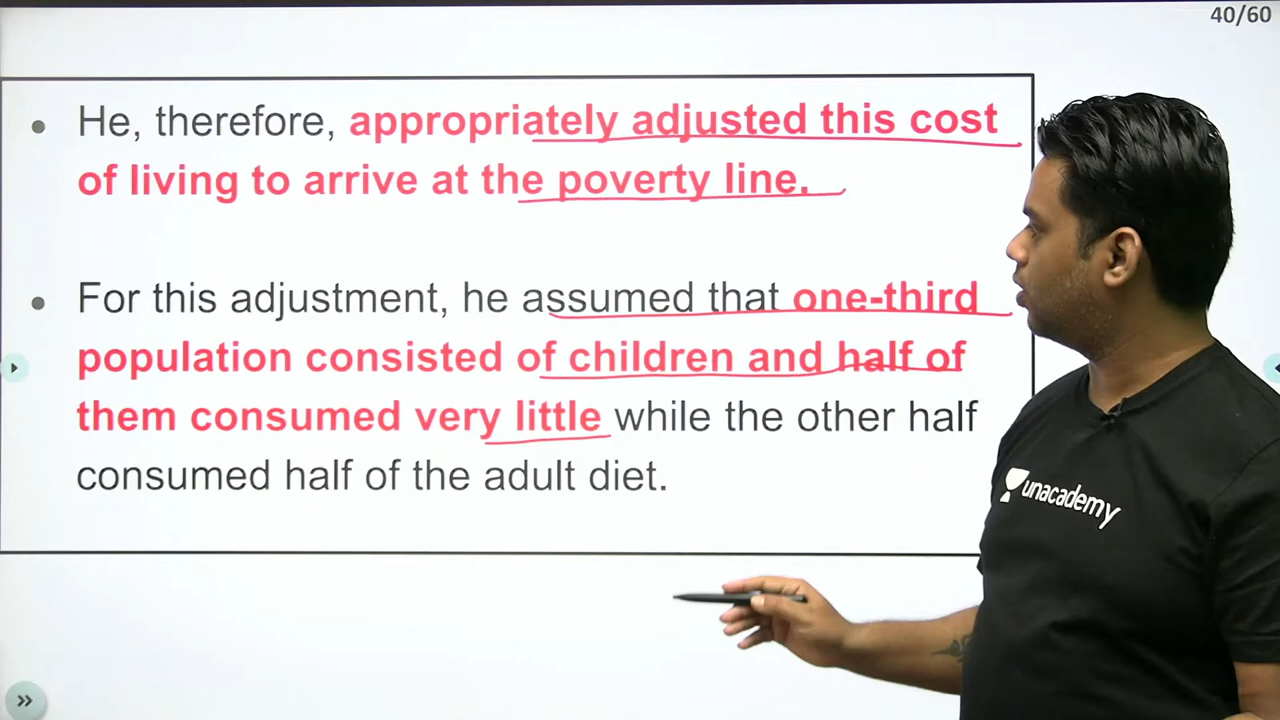 40/60
He, therefore, appropriately adjusted this cost
of living to arrive at the poverty line.
For this adjustment, he assumed that one-third
population consisted of children and half of
them consumed very little while the other half
consumed half of the adult diet.
unacademy